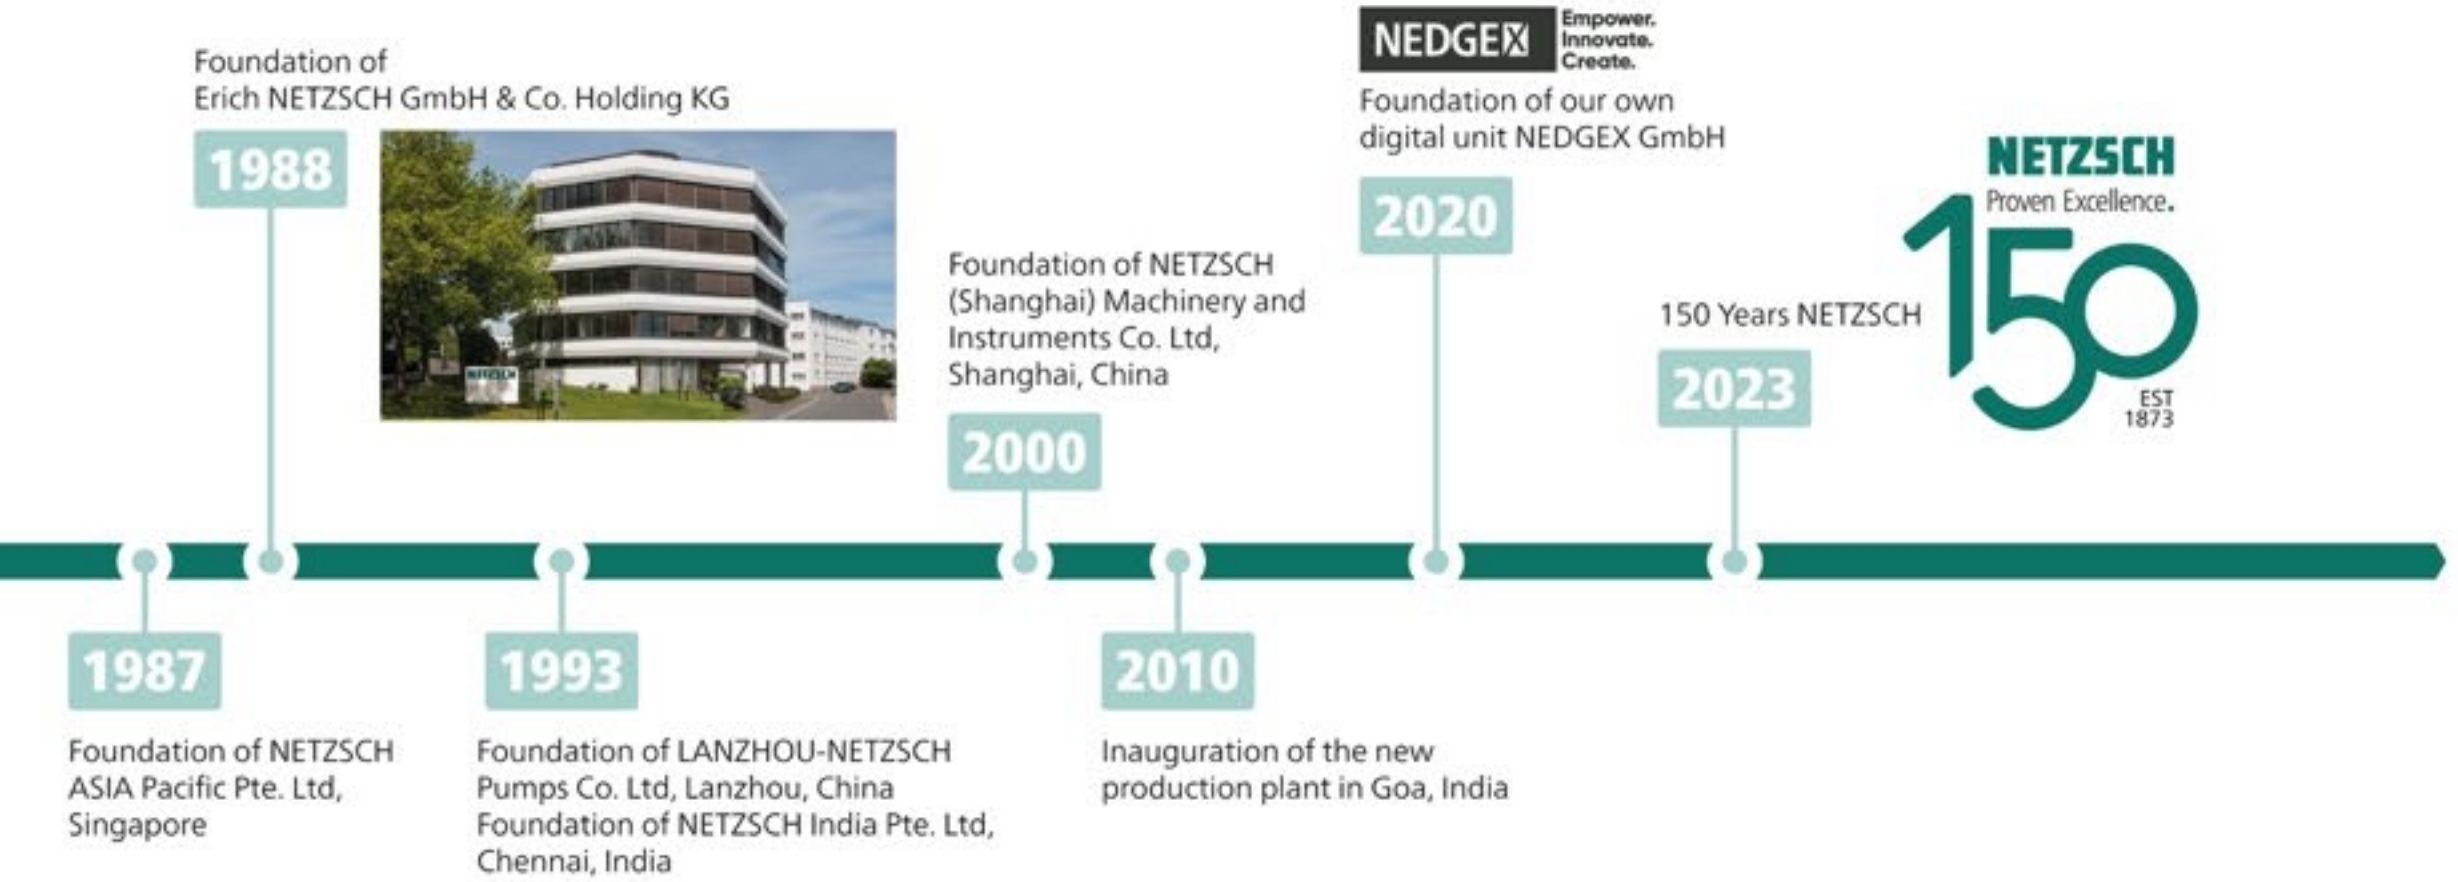 Foundation of
Erich NETZSCH GmbH & Co. Holding KG
1988
NETZSCH
NEDGEX
Empower.
Innovate.
Create.
Foundation of our own
digital unit NEDGEX GmbH
2020
Foundation of NETZSCH
(Shanghai) Machinery and
Instruments Co. Ltd,
Shanghai, China
2000
150 Years NETZSCH
2023
NETZSCH
Proven Excellence.
150
EST
1873
1987
Foundation of NETZSCH
ASIA Pacific Pte. Ltd,
Singapore
1993
Foundation of LANZHOU-NETZSCH
Pumps Co. Ltd, Lanzhou, China
Foundation of NETZSCH India Pte. Ltd,
Chennai, India
2010
Inauguration of the new
production plant in Goa, India